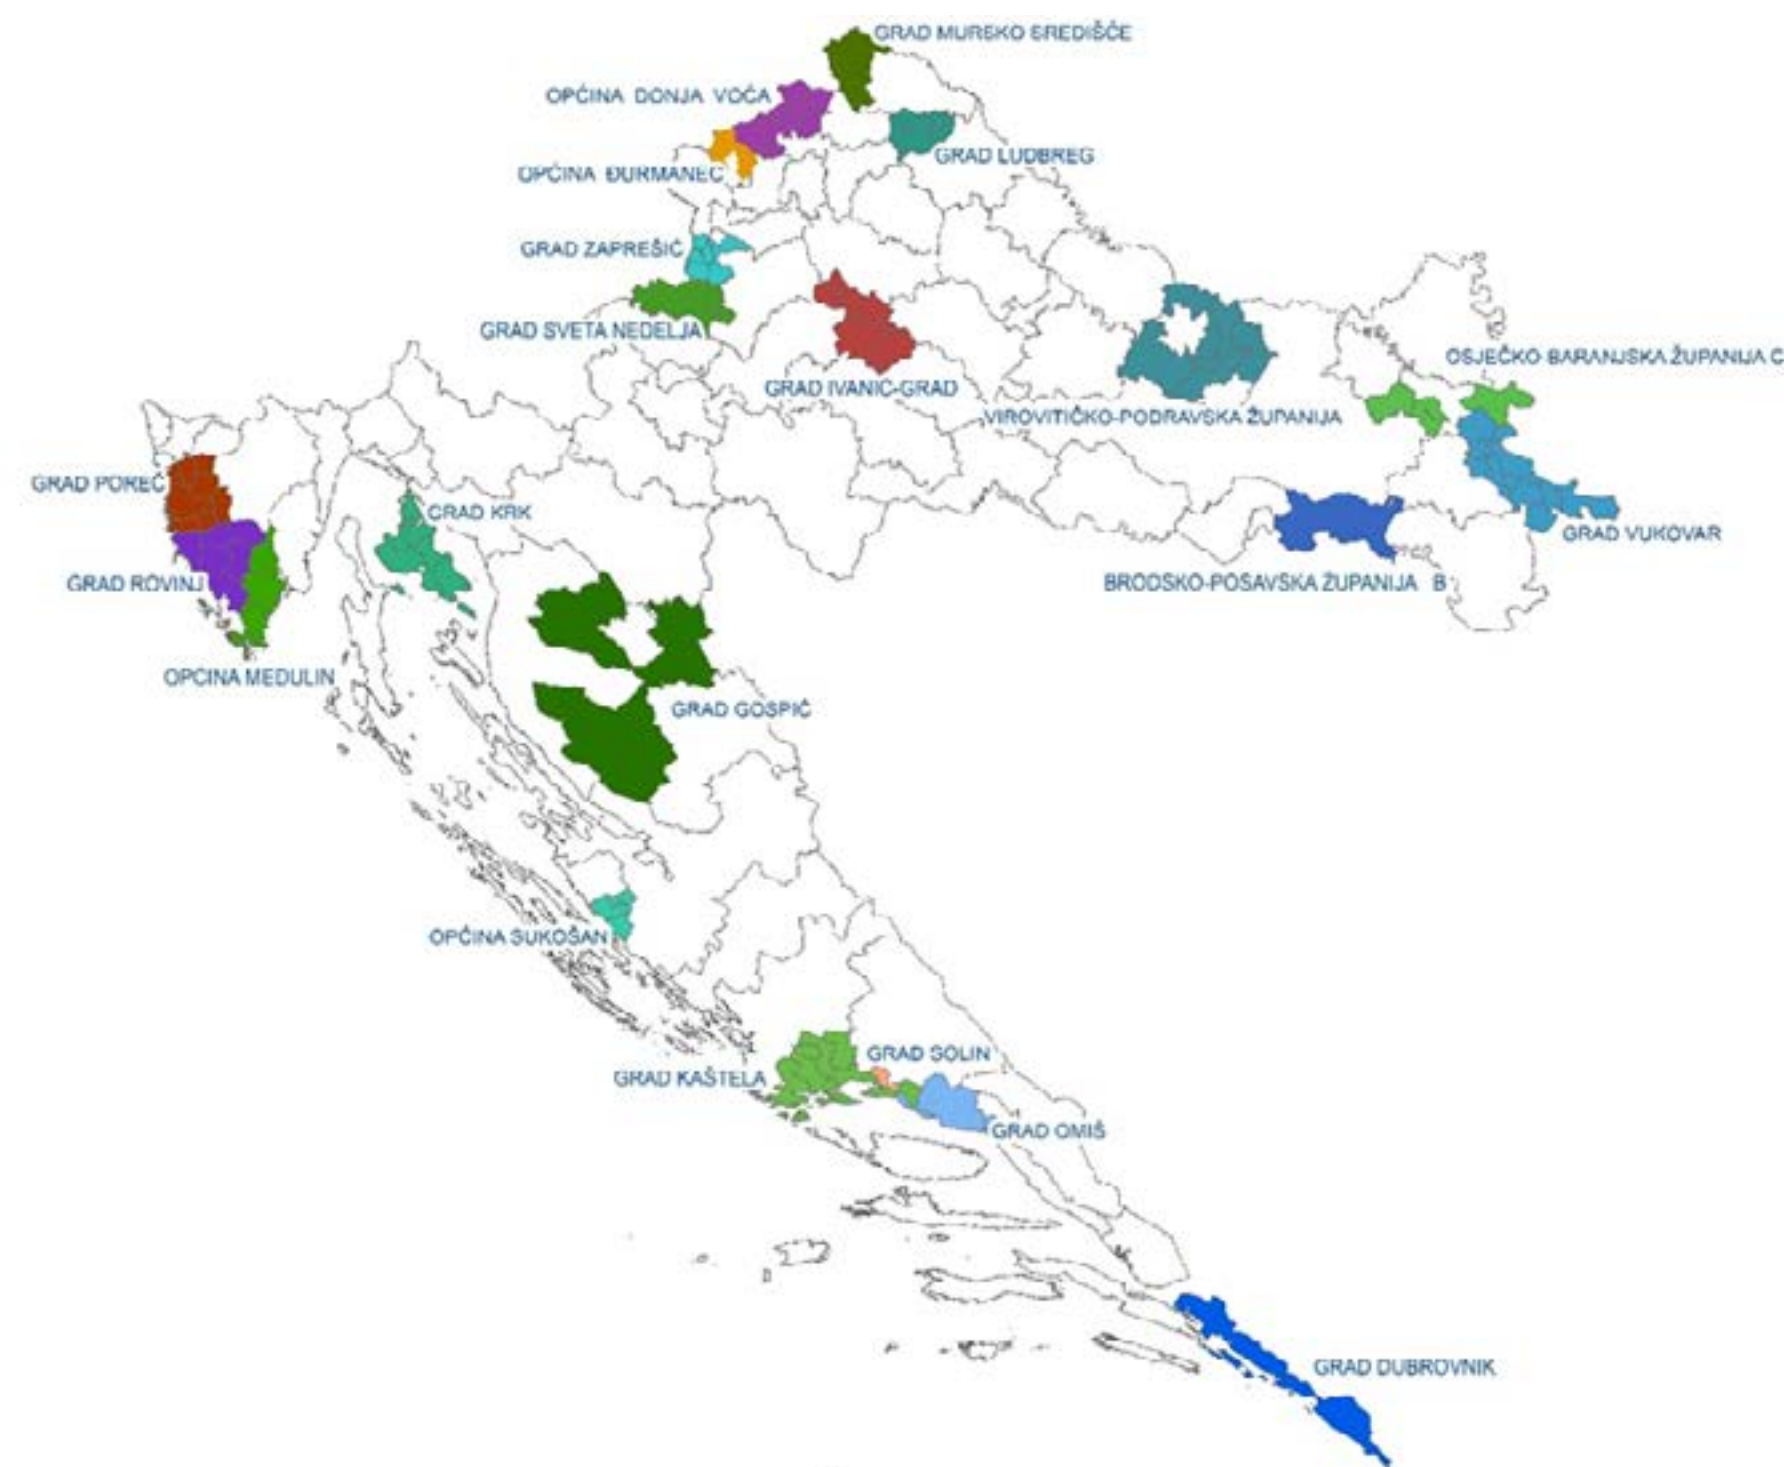 GRAD MURSKO SREDIŠĆE
OPĆINA DONJA VOĆA
GRAD LUDBREG
OPĆINA ĐURMANEC
GRAD ZAPREŠIĆ
GRAD SVETA NEDELJA
OSJEČKO-BARANJSKA ŽUPANIJA C
GRAD IVANIĆ-GRAD
VIROVITIČKO-PODRAVSKA ŽUPANIJA
GRAD POREČ
GRAD KRK
GRAD VUKOVAR
GRAD ROVINJ
BRODSKO-POSAVSKA ŽUPANIJA B
OPĆINA MEDULIN
GRAD GOSPIĆ
OPĆINA SUKOŠAN
GRAD SOLIN
GRAD KAŠTELA
GRAD OMIŠ
GRAD DUBROVNIK